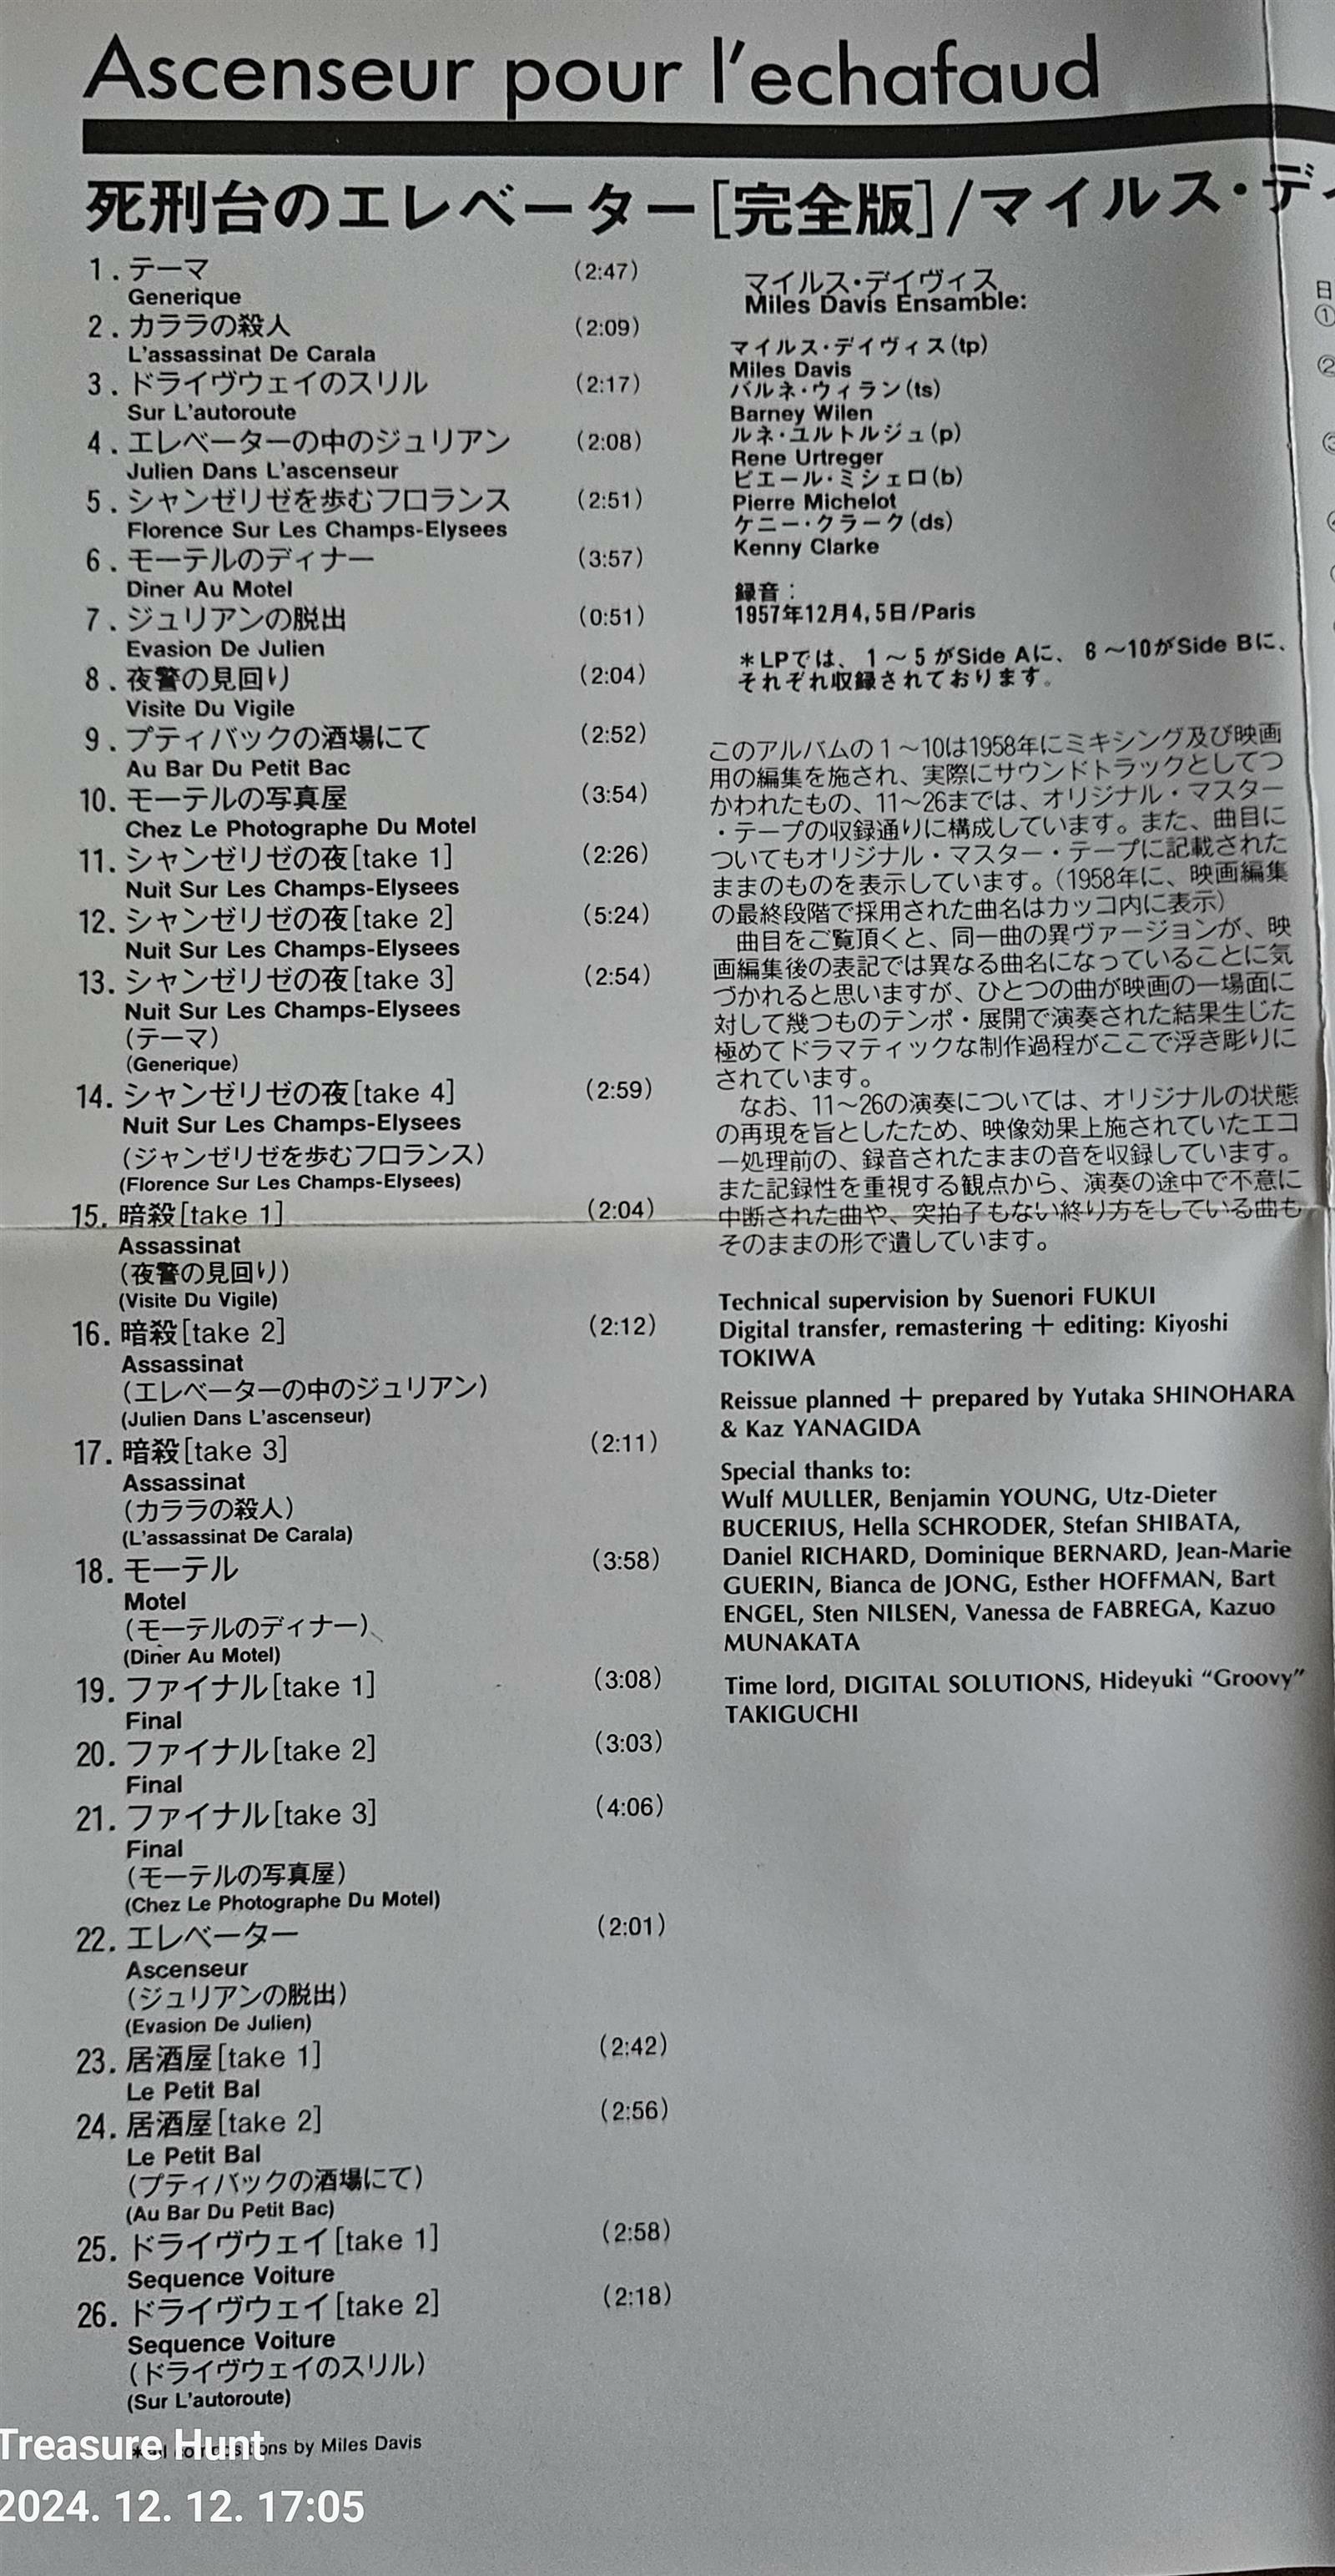 Ascenseur pour l'echafaud
死刑台のエレベーター[完全版]/マイルス・デ
1. テーマ (2:47)
Generique
2. カララの殺人 (2:09)
L'assassinat De Carala
3. ドライヴウェイのスリル (2:17)
Sur L'autoroute
4. エレベーターの中のジュリアン (2:08)
Julien Dans L'ascenseur
5. シャンゼリゼを歩むフロランス (2:51)
Florence Sur Les Champs-Elysees
6. モーテルのディナー (3:57)
Diner Au Motel
7. ジュリアンの脱出 (0:51)
Evasion De Julien
8. 夜警の見回り (2:04)
Visite Du Vigile
9. プティバックの酒場にて (2:52)
Au Bar Du Petit Bac
10. モーテルの写真屋 (3:54)
Chez Le Photographe Du Motel
11. シャンゼリゼの夜[take 1] (2:26)
Nuit Sur Les Champs-Elysees
12. シャンゼリゼの夜[take 2] (5:24)
Nuit Sur Les Champs-Elysees
13. シャンゼリゼの夜[take 3] (2:54)
Nuit Sur Les Champs-Elysees
(テーマ)
(Generique)
14. シャンゼリゼの夜[take 4] (2:59)
Nuit Sur Les Champs-Elysees
(ジャンゼリゼを歩むフロランス)
(Florence Sur Les Champs-Elysees)
15. 暗殺[take 1] (2:04)
Assassinat
(夜警の見回り)
(Visite Du Vigile)
16. 暗殺[take 2] (2:12)
Assassinat
(エレベーターの中のジュリアン)
(Julien Dans L'ascenseur)
17. 暗殺[take 3] (2:11)
Assassinat
(カララの殺人)
(L'assassinat De Carala)
18. モーテル (3:58)
Motel
(モーテルのディナー)
(Diner Au Motel)
19. ファイナル[take 1] (3:08)
Final
20. ファイナル[take 2] (3:03)
Final
21. ファイナル[take 3] (4:06)
Final
(モーテルの写真屋)
(Chez Le Photographe Du Motel)
22. エレベーター (2:01)
Ascenseur
(ジュリアンの脱出)
(Evasion De Julien)
23. 居酒屋[take 1] (2:42)
Le Petit Bal
24. 居酒屋[take 2] (2:56)
Le Petit Bal
(プティバックの酒場にて)
(Au Bar Du Petit Bac)
25. ドライヴウェイ[take 1] (2:58)
Sequence Voiture
26. ドライヴウェイ[take 2] (2:18)
Sequence Voiture
(ドライヴウェイのスリル)
(Sur L'autoroute)
by Miles Davis
マイルス・デイヴィス
Miles Davis Ensamble:
マイルス・デイヴィス(tp)
Miles Davis
バルネ・ウィラン(ts)
Barney Wilen
ルネ・ユルトルジュ(p)
Rene Urtreger
ピエール・ミシェロ(b)
Pierre Michelot
ケニー・クラーク(ds)
Kenny Clarke
録音：
1957年12月4,5日/Paris
＊LPでは、1～5がSide Aに、6～10がSide Bに、
それぞれ収録されております。
このアルバムの1～10は1958年にミキシング及び映画
用の編集を施され、実際にサウンドトラックとしてつ
かわれたもの、11～26までは、オリジナル・マスター
・テープの収録通りに構成しています。また、曲目に
ついてもオリジナル・マスター・テープに記載された
ままのものを表示しています。(1958年に、映画編集
の最終段階で採用された曲名はカッコ内に表示)
曲目をご覧頂くと、同一曲の異ヴァージョンが、映
画編集後の表記では異なる曲名になっていることに気
づかれると思いますが、ひとつの曲が映画の一場面に
対して幾つものテンポ・展開で演奏された結果生じた
極めてドラマティックな制作過程がここで浮き彫りに
されています。
なお、11～26の演奏については、オリジナルの状態
の再現を旨としたため、映像効果上施されていたエコ
ー処理前の、録音されたままの音を収録しています。
また記録性を重視する観点から、演奏の途中で不意に
中断された曲や、突拍子もない終り方をしている曲も
そのままの形で遺しています。
Technical supervision by Suenori FUKUI
Digital transfer, remastering + editing: Kiyoshi
TOKIWA
Reissue planned + prepared by Yutaka SHINOHARA
& Kaz YANAGIDA
Special thanks to:
Wulf MULLER, Benjamin YOUNG, Utz-Dieter
BUCERIUS, Hella SCHRODER, Stefan SHIBATA,
Daniel RICHARD, Dominique BERNARD, Jean-Marie
GUERIN, Bianca de JONG, Esther HOFFMAN, Bart
ENGEL, Sten NILSEN, Vanessa de FABREGA, Kazuo
MUNAKATA
Time lord, DIGITAL SOLUTIONS, Hideyuki “Groovy”
TAKIGUCHI
日
①
②
Treasure Hunt
2024. 12. 12. 17:05